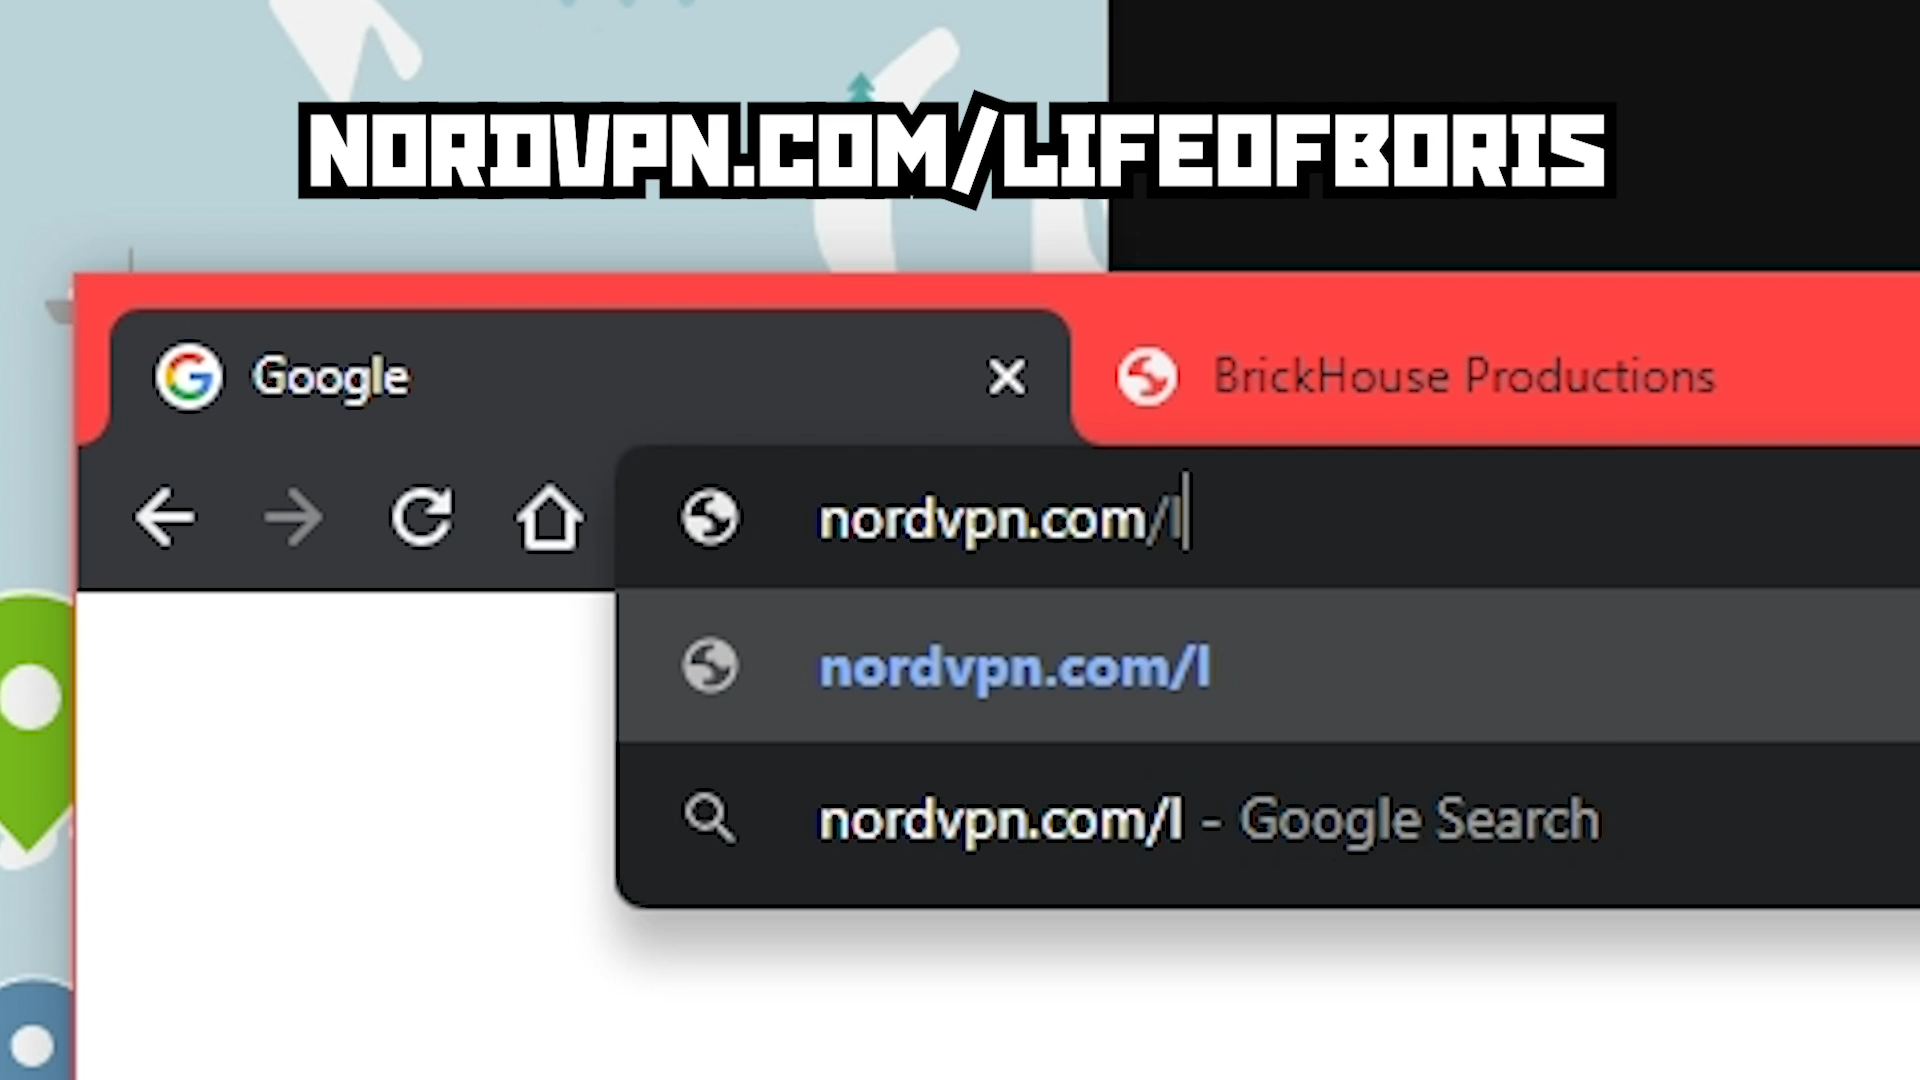 NORDVPN.COM/LIFEOFBORIS
Google
BrickHouse Productions
nordvpn.com/l
nordvpn.com/l
nordvpn.com/l - Google Search